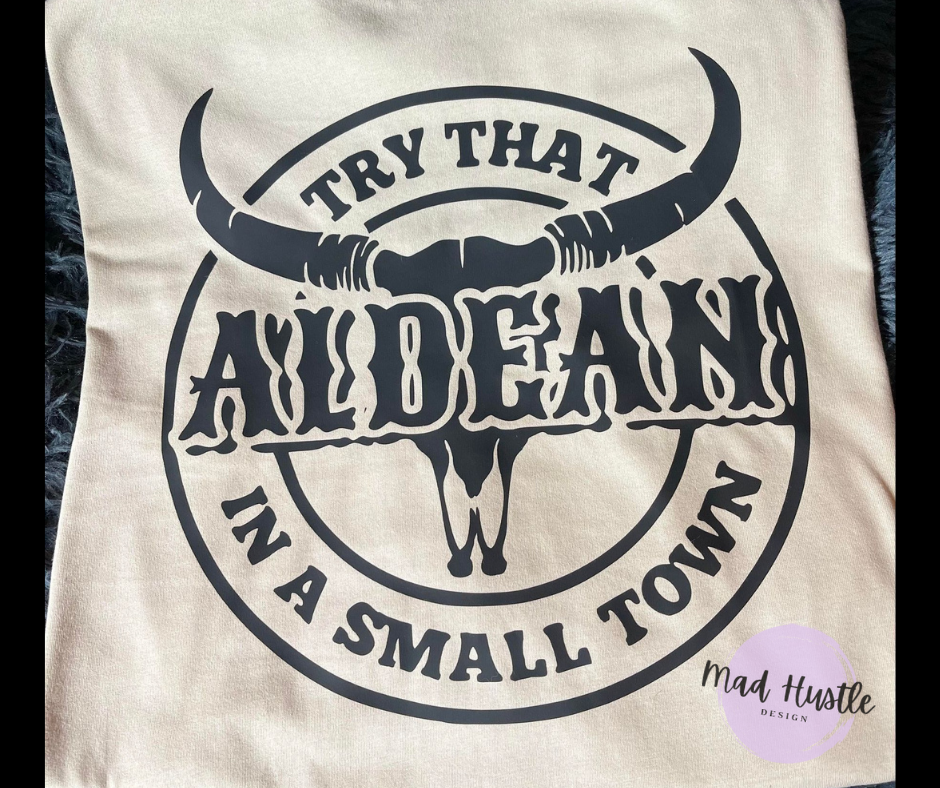 TRY THAT
ALDEAN
IN A SMALL TOWN
Mad Hustle
DESIGN